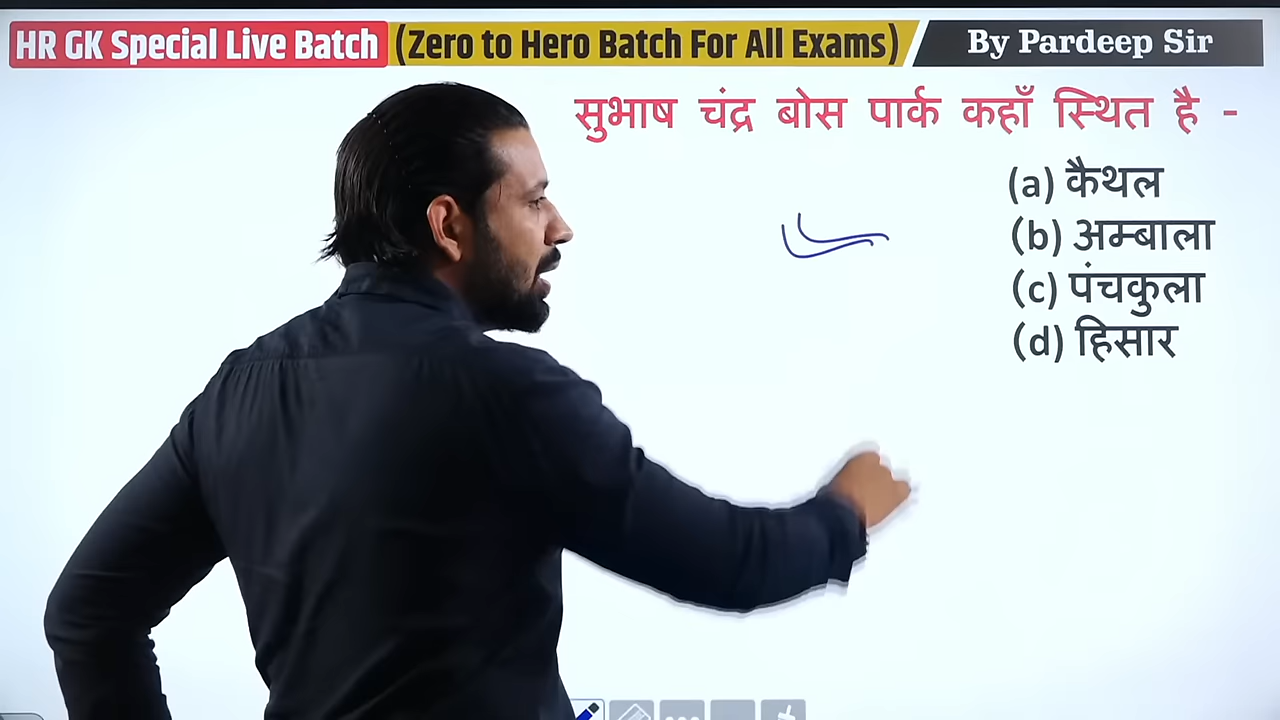 HR GK Special Live Batch (Zero to Hero Batch For All Exams) By Pardeep Sir
सुभाष चंद्र बोस पार्क कहाँ स्थित है -
(a) कैथल
(b) अम्बाला
(c) पंचकुला
(d) हिसार